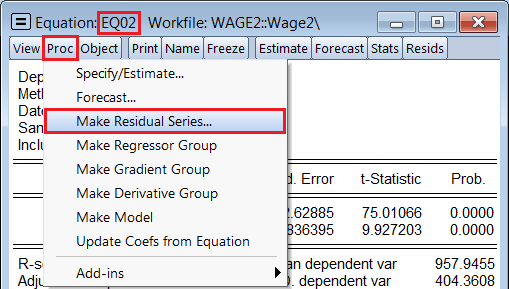 Equation: EQ02 Workfile: WAGE2::Wage2\
View Proc Object Print Name Freeze Estimate Forecast Stats Resids
Dep
Specify/Estimate...
Meth
Forecast...
Date
Make Residual Series...
Sam
Inclu
Make Regressor Group
Make Gradient Group
d. Error t-Statistic Prob.
Make Derivative Group
2.62885 75.01066 0.0000
Make Model
836395 9.927203 0.0000
Update Coefs from Equation
R-s
an dependent var 957.9455
Add-ins
Adju
D. dependent var 404.3608